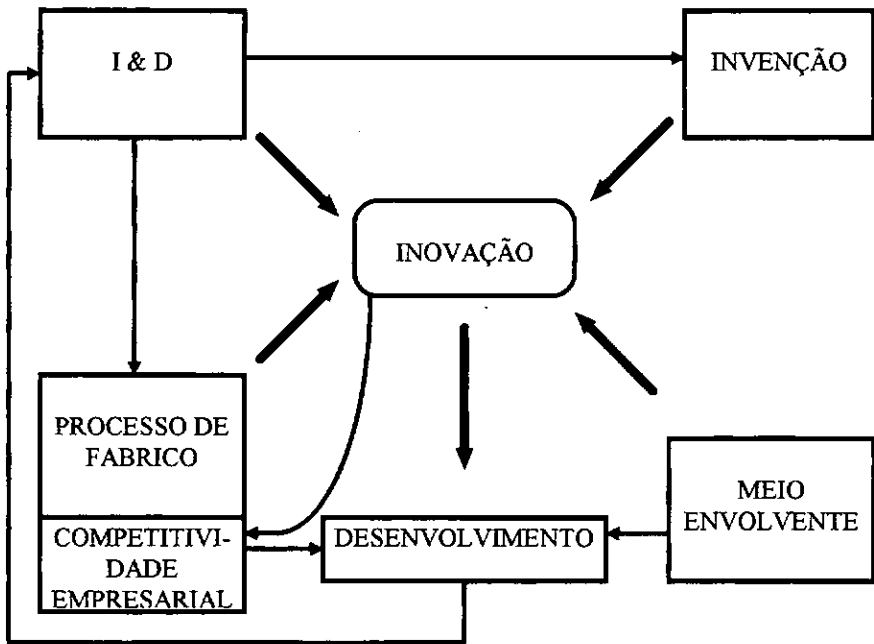 I & D
INVENÇÃO
INOVAÇÃO
PROCESSO DE
FABRICO
MEIO
ENVOLVENTE
COMPETITIVI-
DADE
EMPRESARIAL
DESENVOLVIMENTO